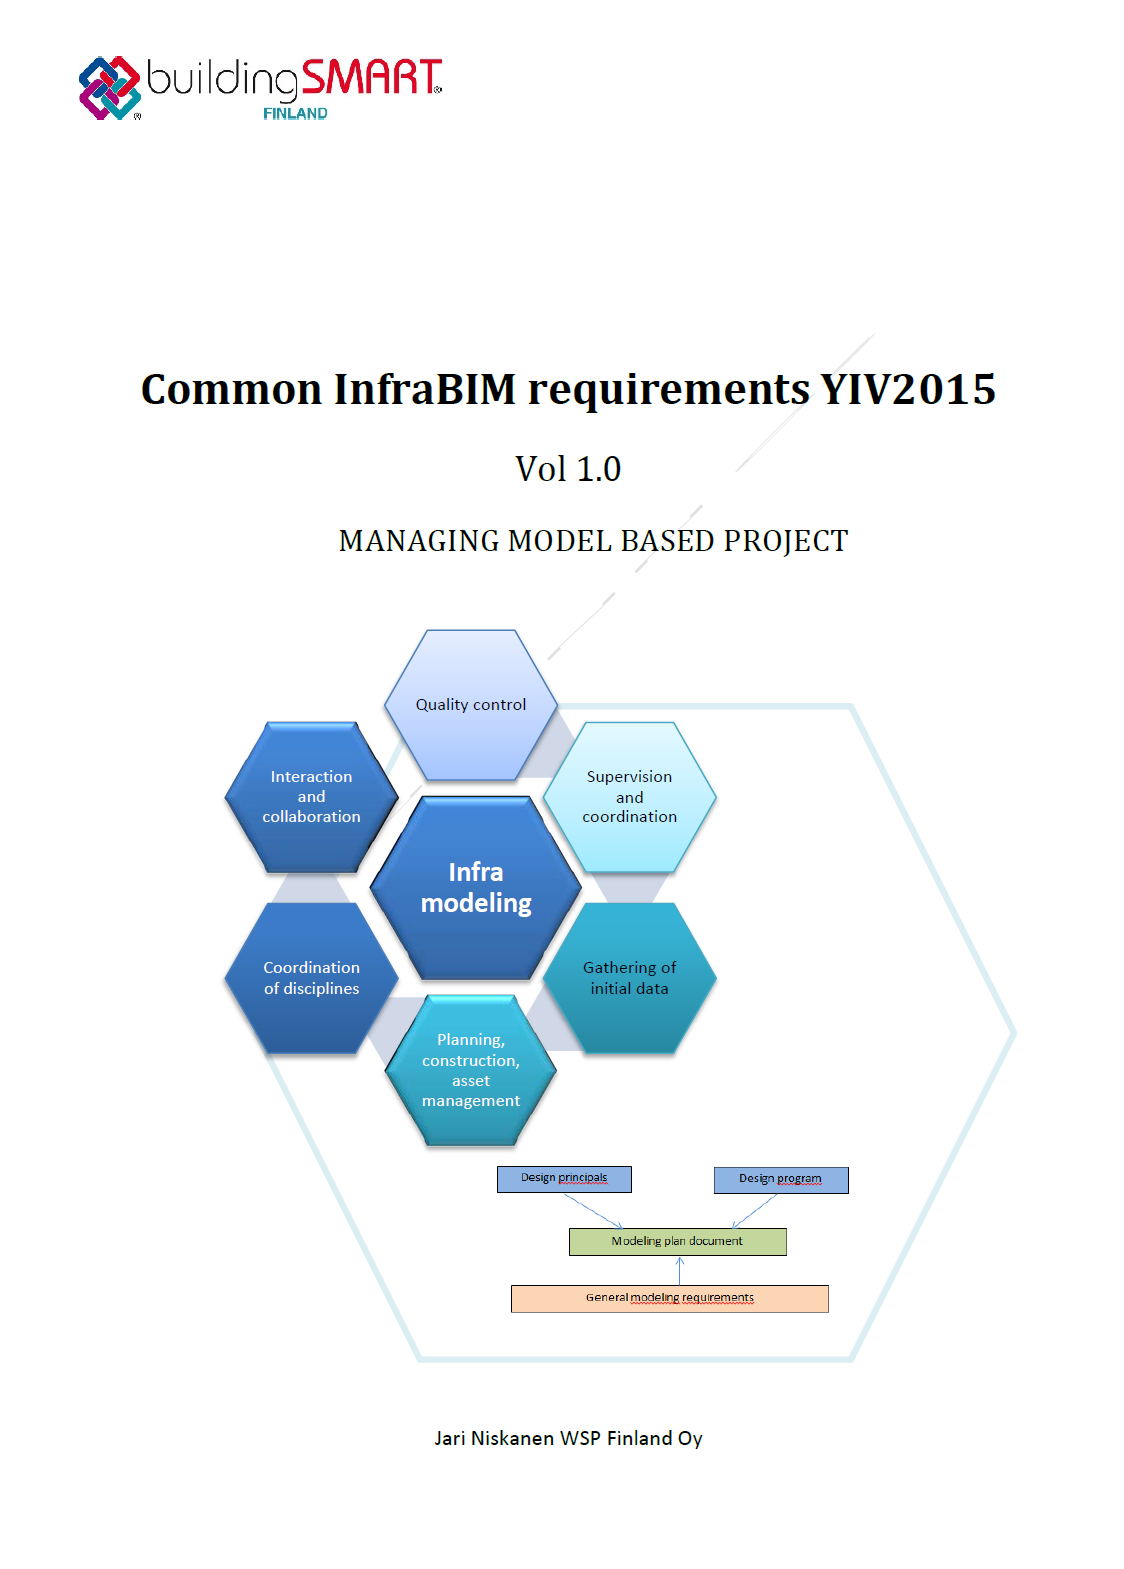 buildingSMART®
®
FINLAND
Common InfraBIM requirements YIV2015
Vol 1.0
MANAGING MODEL BASED PROJECT
Quality control
Interaction
and
collaboration
Supervision
and
coordination
Infra
modeling
Coordination
of disciplines
Gathering of
initial data
Planning,
construction,
asset
management
Design principals
Design program
Modeling plan document
General modeling requirements
Jari Niskanen WSP Finland Oy